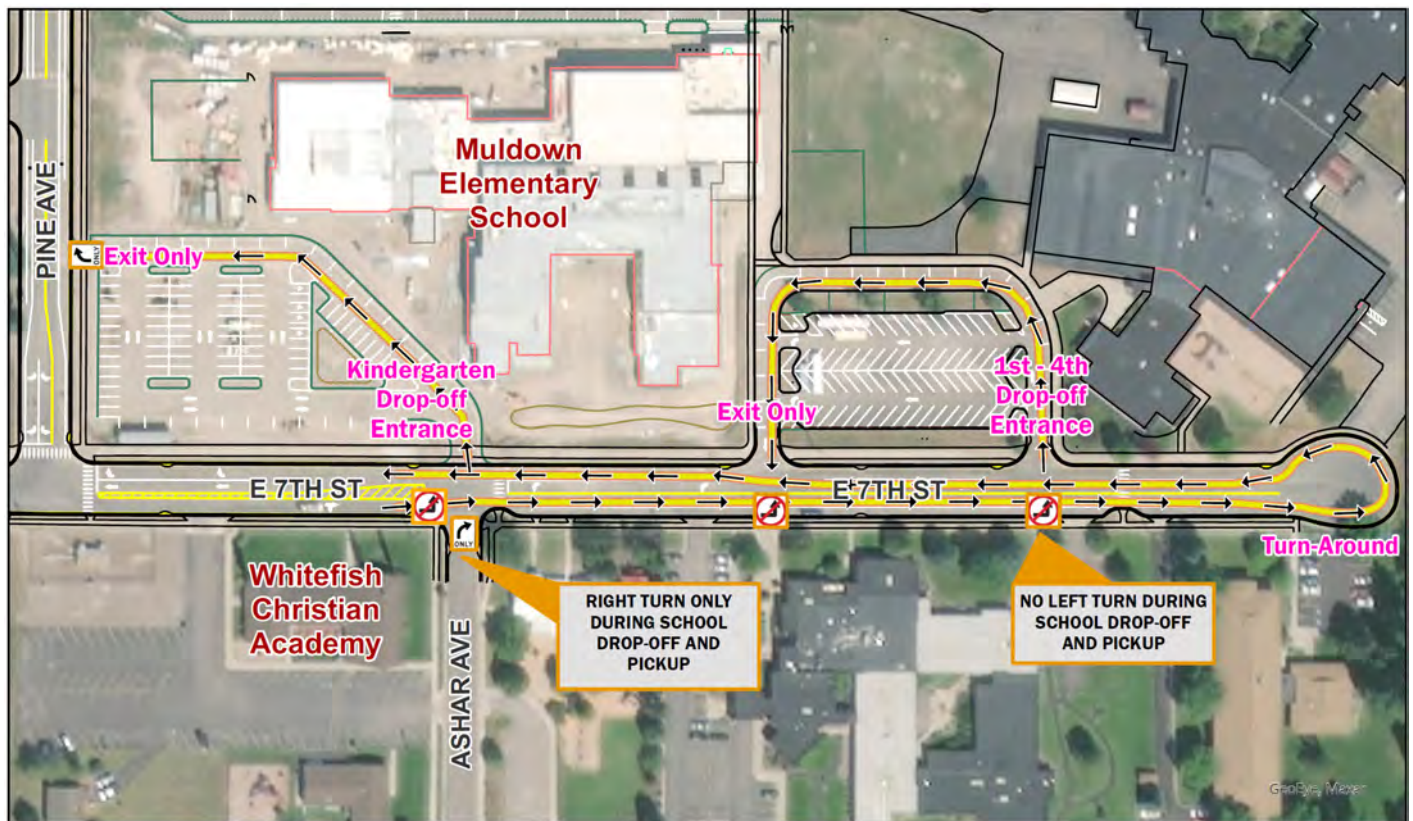 Muldown
Elementary
School
PINE AVE
Exit Only
ONLY
Kindergarten
Drop-off
Entrance
1st - 4th
Drop-off
Entrance
Exit Only
E 7TH ST
E 7TH ST
ONLY
Turn-Around
Whitefish
Christian
Academy
ASHAR AVE
RIGHT TURN ONLY
DURING SCHOOL
DROP-OFF AND
PICKUP
NO LEFT TURN DURING
SCHOOL DROP-OFF
AND PICKUP
GeoEye, Maxar